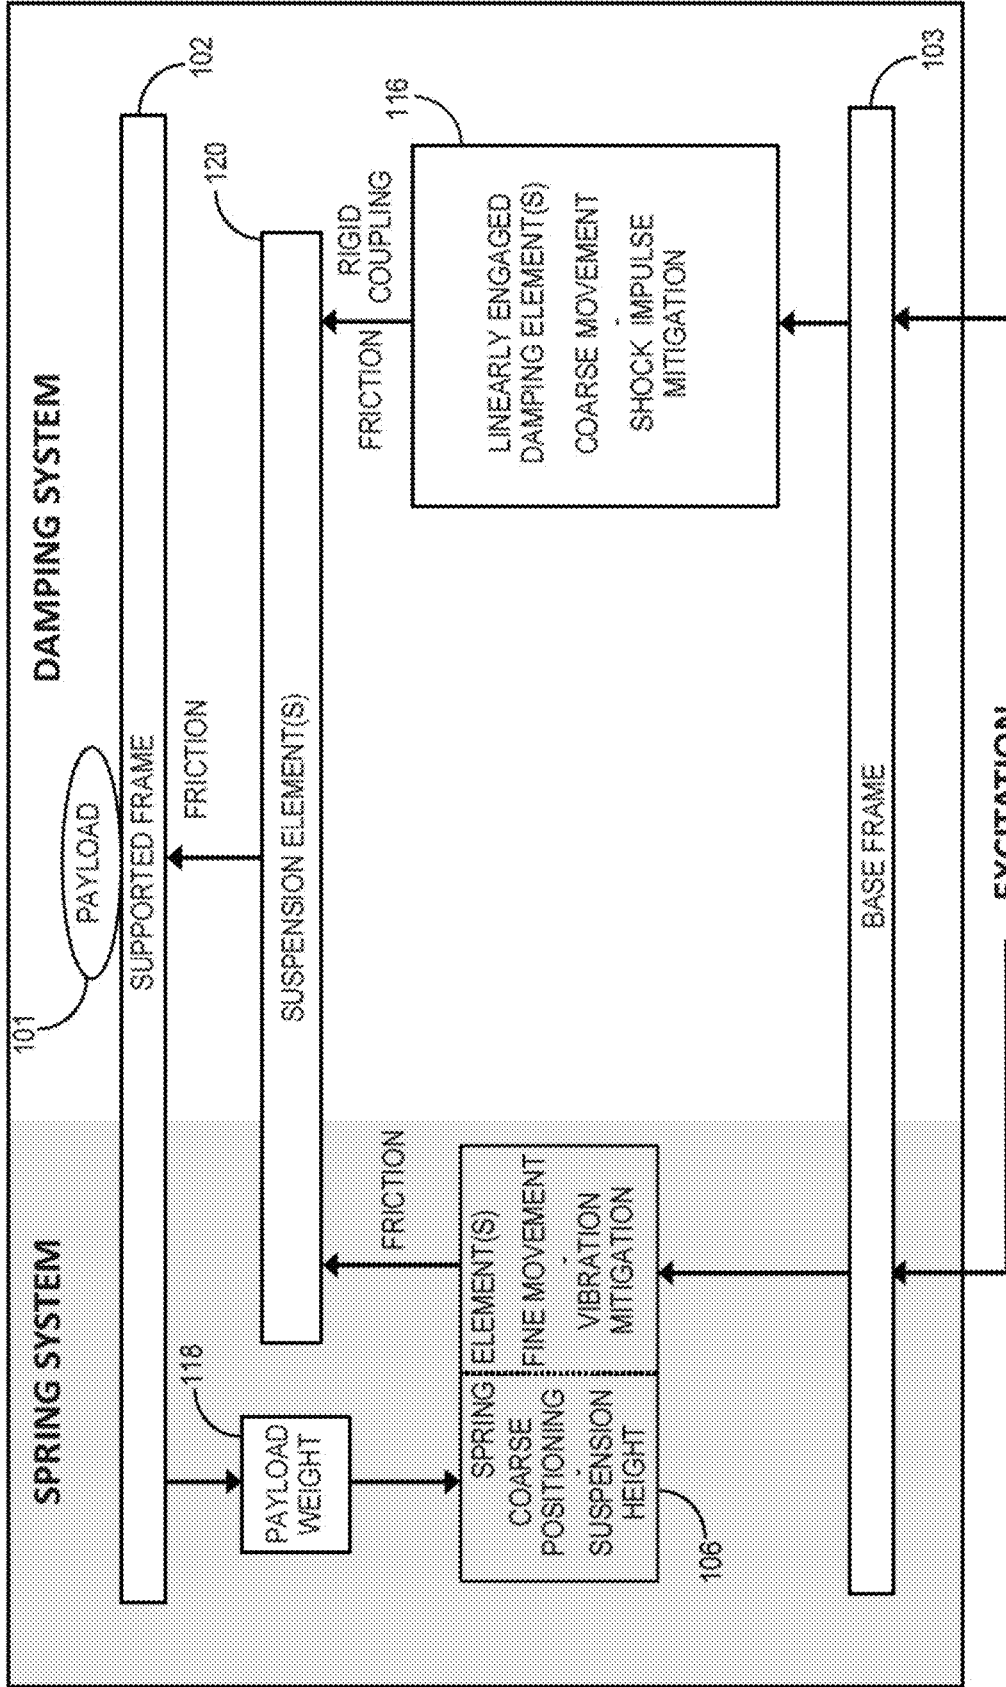 SPRING SYSTEM
DAMPING SYSTEM
101
PAYLOAD
102
SUPPORTED FRAME
118
PAYLOAD
WEIGHT
FRICTION
120
SUSPENSION ELEMENT(S)
FRICTION
FRICTION
RIGID
COUPLING
116
SPRING ELEMENT(S)
COARSE
POSITIONING
SUSPENSION
HEIGHT
FINE MOVEMENT
VIBRATION
MITIGATION
106
LINEARLY ENGAGED
DAMPING ELEMENT(S)
COARSE MOVEMENT
SHOCK IMPULSE
MITIGATION
103
BASE FRAME
EXCITATION